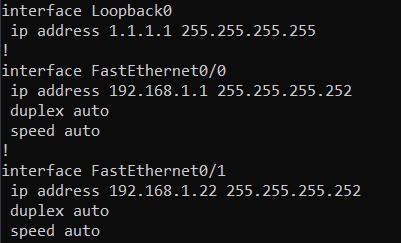 interface Loopback0
 ip address 1.1.1.1 255.255.255.255
!
interface FastEthernet0/0
 ip address 192.168.1.1 255.255.255.252
 duplex auto
 speed auto
!
interface FastEthernet0/1
 ip address 192.168.1.22 255.255.255.252
 duplex auto
 speed auto